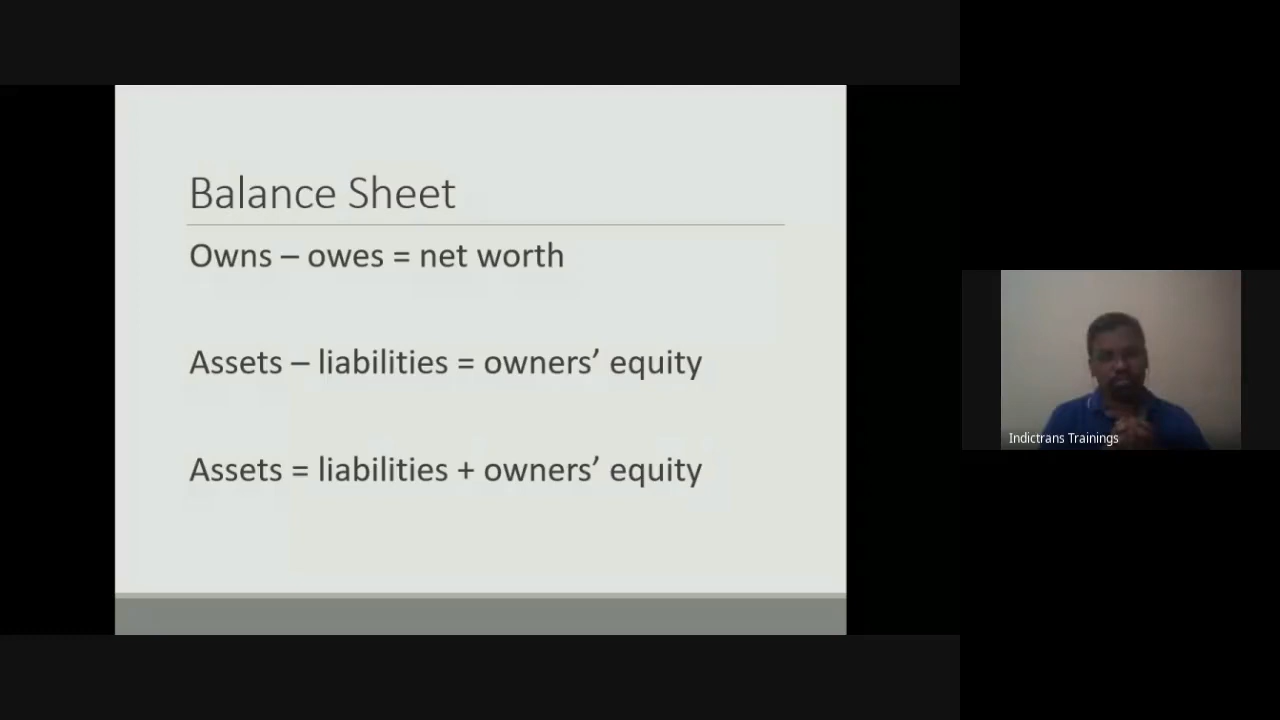 Balance Sheet
Owns – owes = net worth
Assets – liabilities = owners’ equity
Assets = liabilities + owners’ equity
Indictrans Trainings